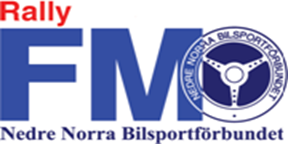 Rally
FM
NEDRE NORRA BILSPORTFÖRBUNDET
Nedre Norra Bilsportförbundet